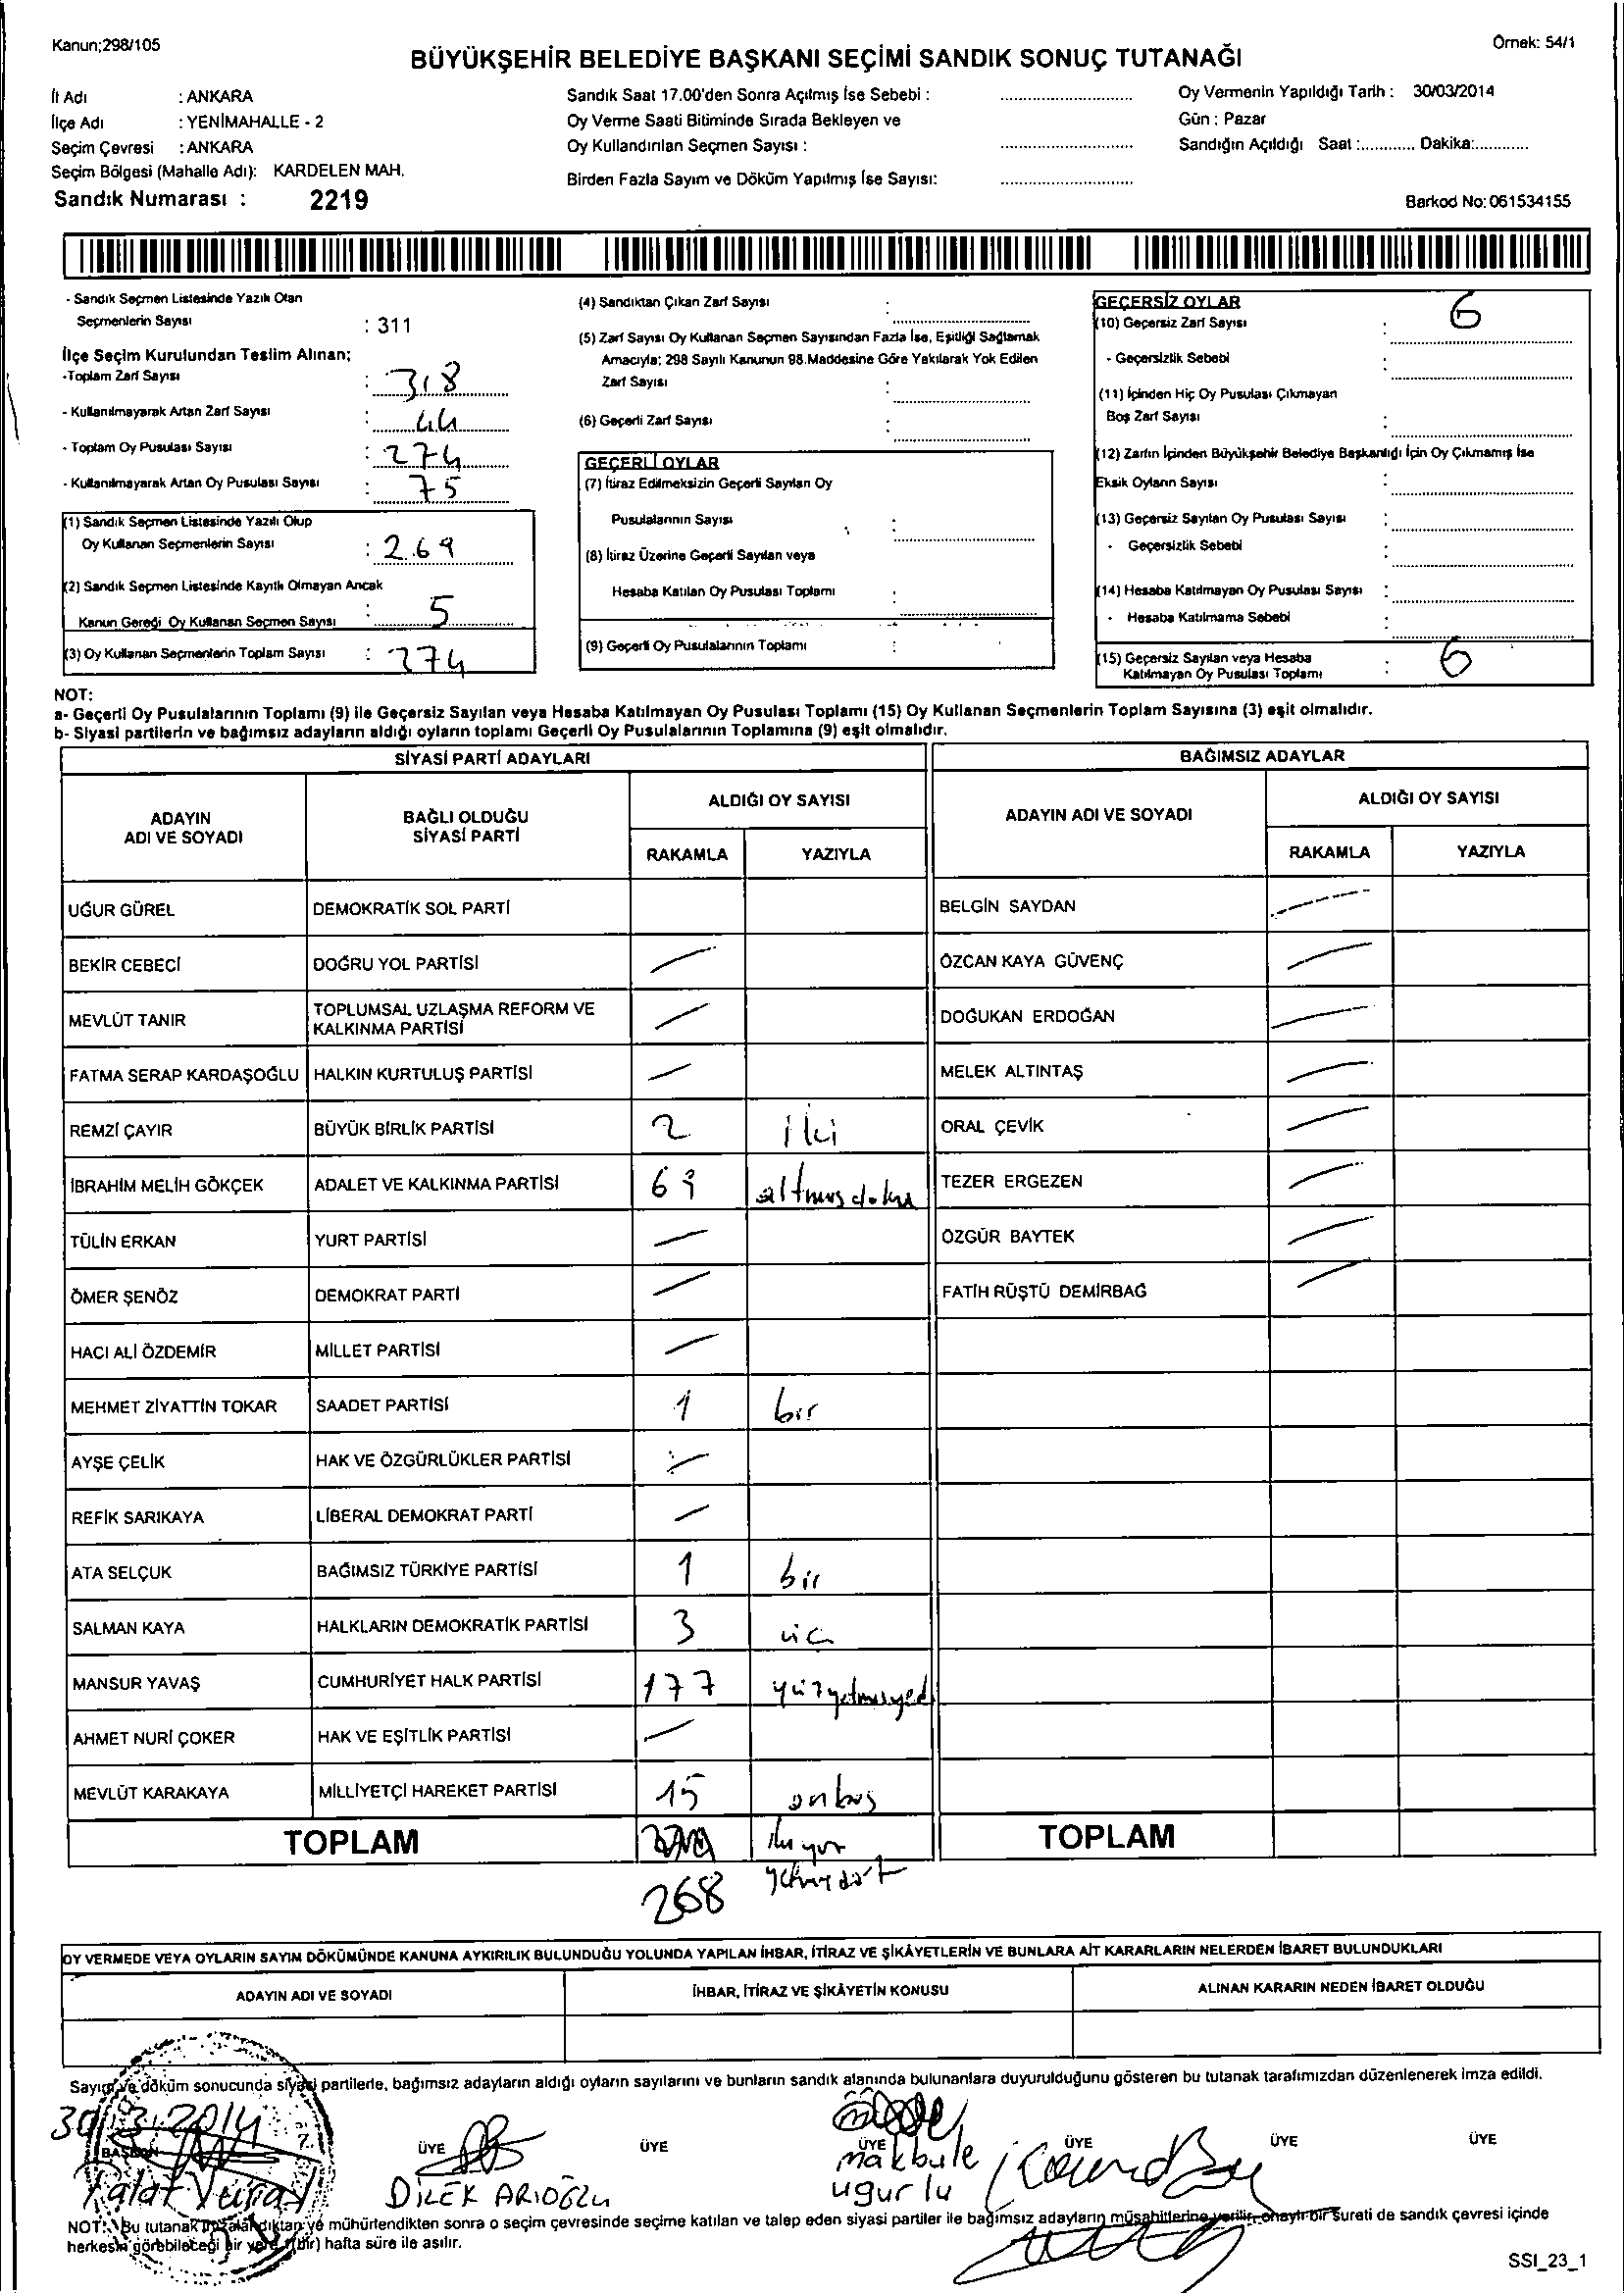 Kanun;298/105
Örnek: 54/1
BÜYÜKŞEHİR BELEDİYE BAŞKANI SEÇİMİ SANDIK SONUÇ TUTANAĞI
İl Adı : ANKARA
İlçe Adı : YENİMAHALLE - 2
Seçim Çevresi : ANKARA
Seçim Bölgesi (Mahalle Adı): KARDELEN MAH.
Sandık Numarası : 2219
Sandık Saat 17.00'den Sonra Açılmış İse Sebebi :
Oy Verme Saati Bitiminde Sırada Bekleyen ve
Oy Kullandırılan Seçmen Sayısı :
Birden Fazla Sayım ve Döküm Yapılmış İse Sayısı:
Oy Vermenin Yapıldığı Tarih : 30/03/2014
Gün : Pazar
Sandığın Açıldığı Saat :............ Dakika:............
Barkod No: 061534155
- Sandık Seçmen Listesinde Yazılı Olan
Seçmenlerin Sayısı : 311
İlçe Seçim Kurulundan Teslim Alınan;
-Toplam Zarf Sayısı : 318
- Kullanılmayarak Artan Zarf Sayısı : 44
- Toplam Oy Pusulası Sayısı : 274
- Kullanılmayarak Artan Oy Pusulası Sayısı : 75
(1) Sandık Seçmen Listesinde Yazılı Olup
Oy Kullanan Seçmenlerin Sayısı : 269
(2) Sandık Seçmen Listesinde Kayıtlı Olmayan Ancak
Kanun Gereği Oy Kullanan Seçmen Sayısı : 5
(3) Oy Kullanan Seçmenlerin Toplam Sayısı : 274
(4) Sandıktan Çıkan Zarf Sayısı :
(5) Zarf Sayısı Oy Kullanan Seçmen Sayısından Fazla İse, Eşitliği Sağlamak
Amacıyla; 298 Sayılı Kanunun 98.Maddesine Göre Yakılarak Yok Edilen
Zarf Sayısı :
(6) Geçerli Zarf Sayısı :
GEÇERLİ OYLAR
(7) İtiraz Edilmeksizin Geçerli Sayılan Oy
Pusulalarının Sayısı :
(8) İtiraz Üzerine Geçerli Sayılan veya
Hesaba Katılan Oy Pusulası Toplamı :
(9) Geçerli Oy Pusulalarının Toplamı :
GEÇERSİZ OYLAR
(10) Geçersiz Zarf Sayısı : 6
- Geçersizlik Sebebi :
(11) İçinden Hiç Oy Pusulası Çıkmayan
Boş Zarf Sayısı :
(12) Zarfın İçinden Büyükşehir Belediye Başkanlığı İçin Oy Çıkmamış İse
Eksik Oyların Sayısı :
(13) Geçersiz Sayılan Oy Pusulası Sayısı :
- Geçersizlik Sebebi :
(14) Hesaba Katılmayan Oy Pusulası Sayısı :
- Hesaba Katılmama Sebebi :
(15) Geçersiz Sayılan veya Hesaba
Katılmayan Oy Pusulası Toplamı : 6
NOT:
a- Geçerli Oy Pusulalarının Toplamı (9) ile Geçersiz Sayılan veya Hesaba Katılmayan Oy Pusulası Toplamı (15) Oy Kullanan Seçmenlerin Toplam Sayısına (3) eşit olmalıdır.
b- Siyasi partilerin ve bağımsız adayların aldığı oyların toplamı Geçerli Oy Pusulalarının Toplamına (9) eşit olmalıdır.
SİYASİ PARTİ ADAYLARI
BAĞIMSIZ ADAYLAR
ADAYIN
ADI VE SOYADI
BAĞLI OLDUĞU
SİYASİ PARTİ
ALDIĞI OY SAYISI
RAKAMLA YAZIYLA
ADAYIN ADI VE SOYADI
ALDIĞI OY SAYISI
RAKAMLA YAZIYLA
UĞUR GÜREL DEMOKRATİK SOL PARTİ BELGİN SAYDAN
BEKİR CEBECİ DOĞRU YOL PARTİSİ ÖZCAN KAYA GÜVENÇ
MEVLÜT TANIR TOPLUMSAL UZLAŞMA REFORM VE KALKINMA PARTİSİ DOĞUKAN ERDOĞAN
FATMA SERAP KARDAŞOĞLU HALKIN KURTULUŞ PARTİSİ MELEK ALTINTAŞ
REMZİ ÇAYIR BÜYÜK BİRLİK PARTİSİ 2 iki ORAL ÇEVİK
İBRAHİM MELİH GÖKÇEK ADALET VE KALKINMA PARTİSİ 69 TEZER ERGEZEN
TÜLİN ERKAN YURT PARTİSİ ÖZGÜR BAYTEK
ÖMER ŞENÖZ DEMOKRAT PARTİ FATİH RÜŞTÜ DEMİRBAĞ
HACI ALİ ÖZDEMİR MİLLET PARTİSİ
MEHMET ZİYATTİN TOKAR SAADET PARTİSİ 1 bir
AYŞE ÇELİK HAK VE ÖZGÜRLÜKLER PARTİSİ
REFİK SARIKAYA LİBERAL DEMOKRAT PARTİ
ATA SELÇUK BAĞIMSIZ TÜRKİYE PARTİSİ 1 bir
SALMAN KAYA HALKLARIN DEMOKRATİK PARTİSİ 3 üç
MANSUR YAVAŞ CUMHURİYET HALK PARTİSİ 177
AHMET NURİ ÇOKER HAK VE EŞİTLİK PARTİSİ
MEVLÜT KARAKAYA MİLLİYETÇİ HAREKET PARTİSİ 15 onbeş
TOPLAM TOPLAM
268
OY VERMEDE VEYA OYLARIN SAYIM DÖKÜMÜNDE KANUNA AYKIRILIK BULUNDUĞU YOLUNDA YAPILAN İHBAR, İTİRAZ VE ŞİKÂYETLERİN VE BUNLARA AİT KARARLARIN NELERDEN İBARET BULUNDUKLARI
ADAYIN ADI VE SOYADI İHBAR, İTİRAZ VE ŞİKÂYETİN KONUSU ALINAN KARARIN NEDEN İBARET OLDUĞU
Sayım ve döküm sonucunda siyasi partilerle, bağımsız adayların aldığı oyların sayılarını ve bunların sandık alanında bulunanlara duyurulduğunu gösteren bu tutanak tarafımızdan düzenlenerek imza edildi.
30.3.2014
BAŞKAN ÜYE ÜYE ÜYE ÜYE ÜYE ÜYE
DİLEK ARIOĞLU
makbule
ugurlu
NOT: Bu tutanak imzalandıktan ve mühürlendikten sonra o seçim çevresinde seçime katılan ve talep eden siyasi partiler ile bağımsız adayların müşahitlerine verilir, onaylı bir sureti de sandık çevresi içinde
herkesin görebileceği bir yere (bir) hafta süre ile asılır.
SSI_23_1